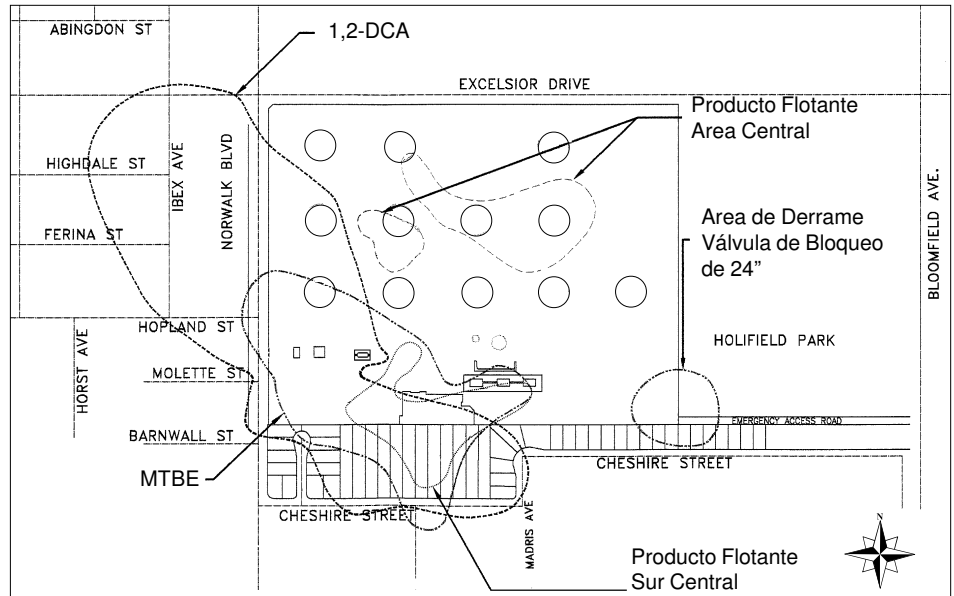 ABINGDON ST
1,2-DCA
EXCELSIOR DRIVE
Producto Flotante
Area Central
HIGHDALE ST
IBEX AVE
NORWALK BLVD
BLOOMFIELD AVE.
FERINA ST
Area de Derrame
Válvula de Bloqueo
de 24”
HOPLAND ST
HORST AVE
HOLIFIELD PARK
MOLETTE ST
EMERGENCY ACCESS ROAD
BARNWALL ST
CHESHIRE STREET
MTBE
CHESHIRE STREET
MADRIS AVE
N
Producto Flotante
Sur Central